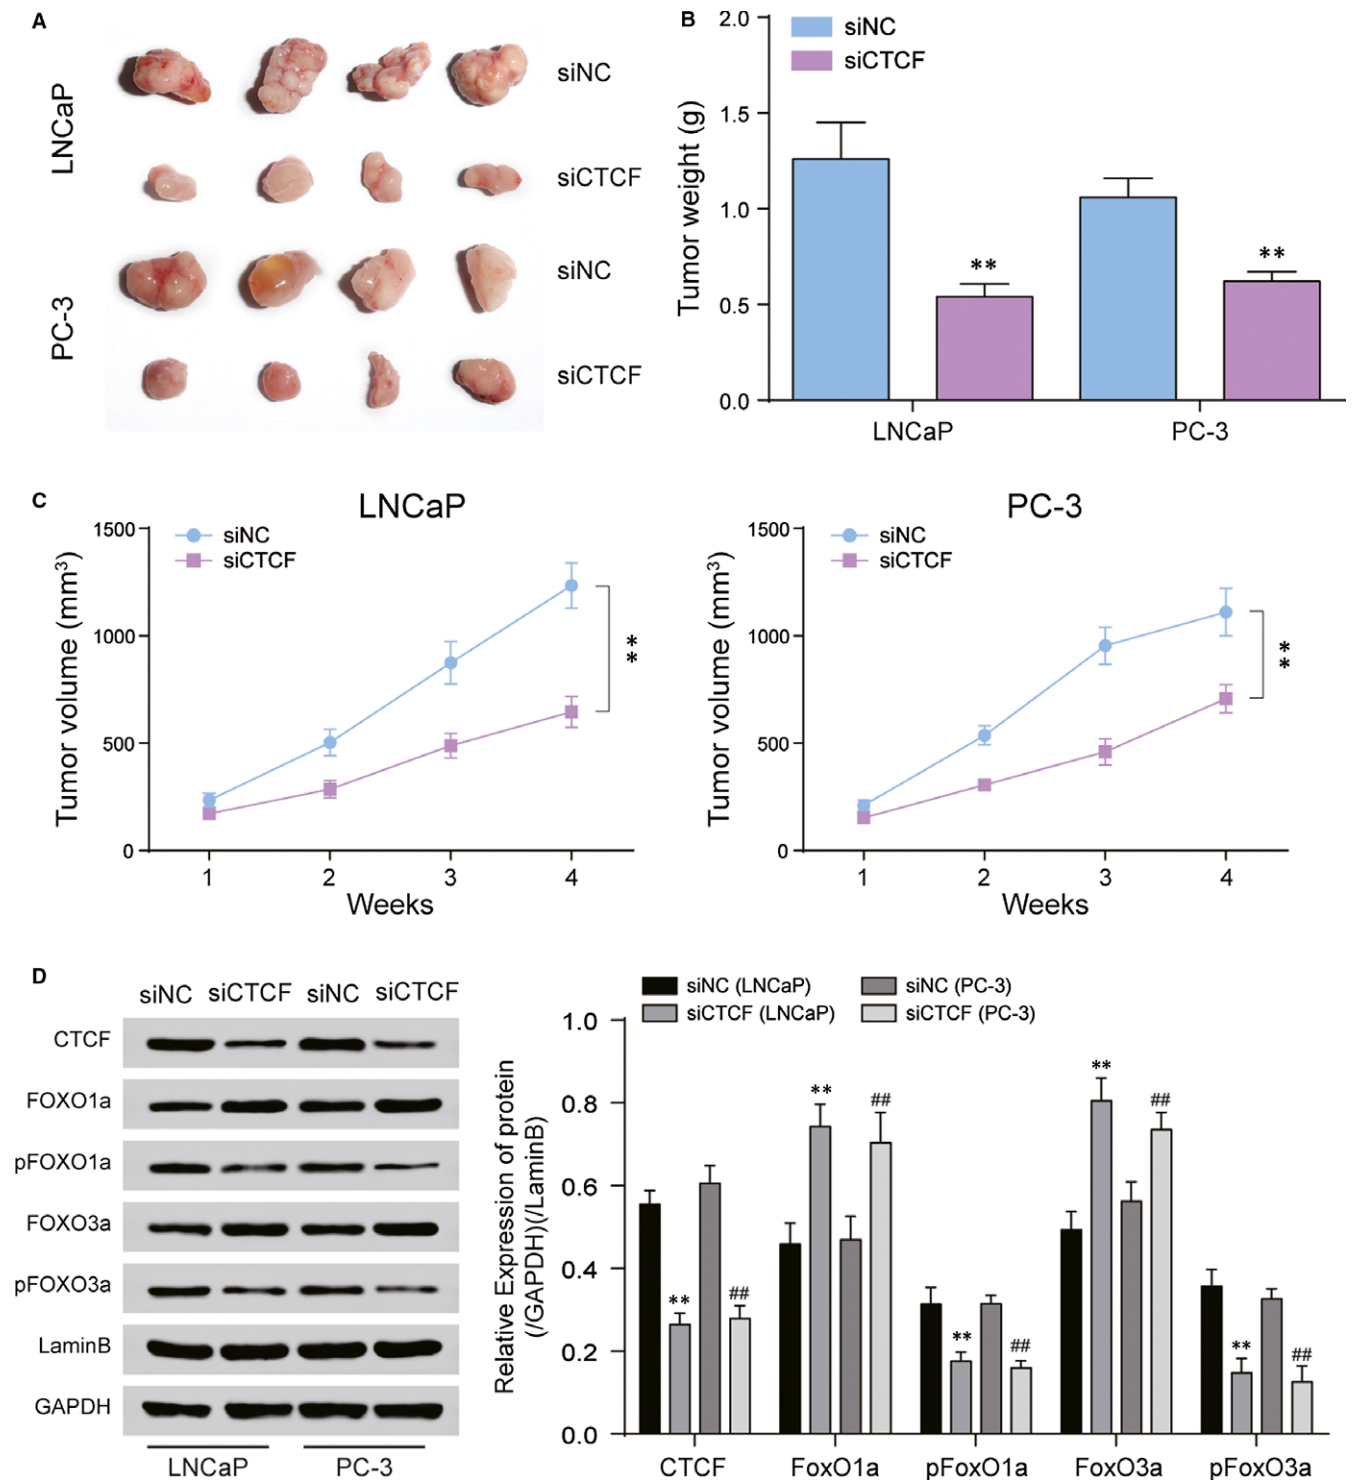 A
LNCaP
PC-3
siNC
siCTCF
siNC
siCTCF
B
siNC
siCTCF
Tumor weight (g)
2.0
1.5
1.0
0.5
0.0
**
**
LNCaP
PC-3
C
LNCaP
siNC
siCTCF
Tumor volume (mm³)
1500
1000
500
0
**
1
2
3
4
Weeks
PC-3
siNC
siCTCF
Tumor volume (mm³)
1500
1000
500
0
**
1
2
3
4
Weeks
D
siNC siCTCF siNC siCTCF
CTCF
FOXO1a
pFOXO1a
FOXO3a
pFOXO3a
LaminB
GAPDH
LNCaP PC-3
siNC (LNCaP) siNC (PC-3)
siCTCF (LNCaP) siCTCF (PC-3)
Relative Expression of protein
(/GAPDH)(/LaminB)
1.0
0.8
0.6
0.4
0.2
0.0
** ##
** ##
** ##
** ##
** ##
CTCF FoxO1a pFoxO1a FoxO3a pFoxO3a